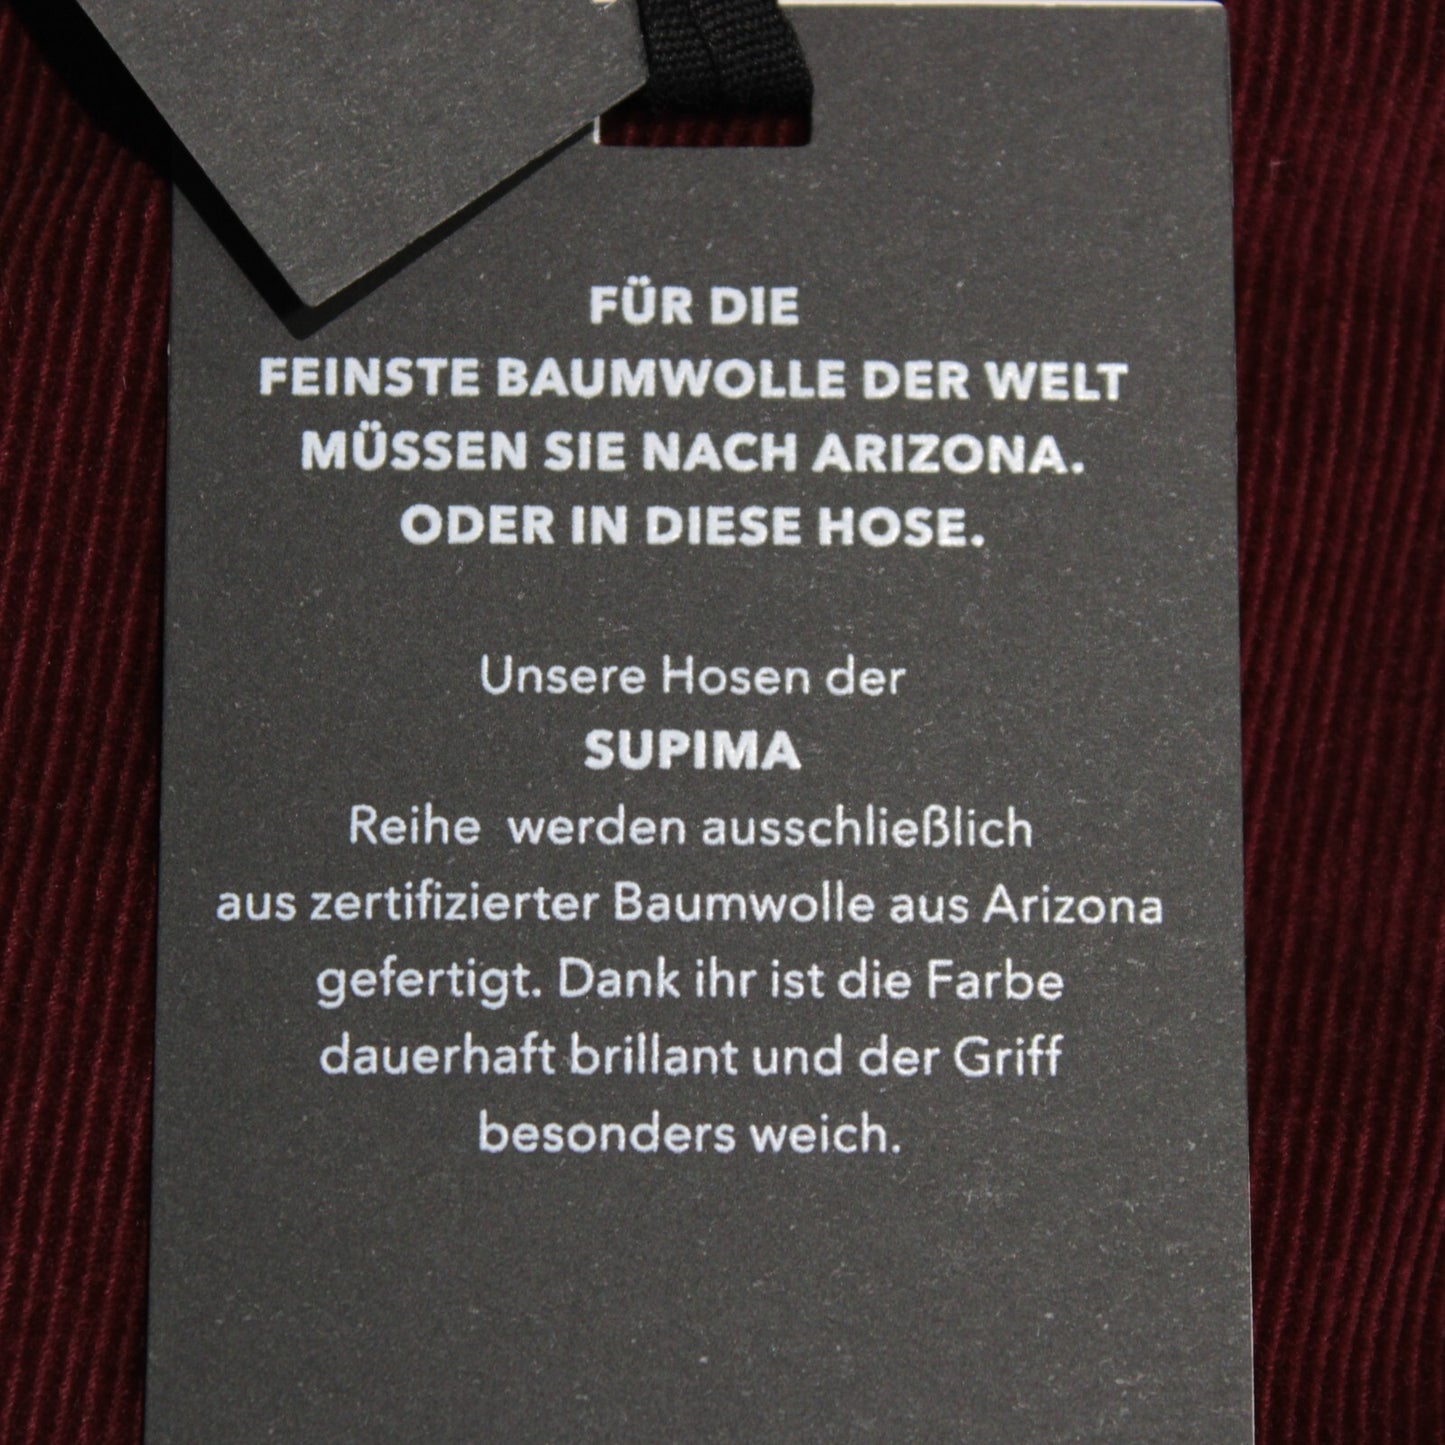 FÜR DIE
FEINSTE BAUMWOLLE DER WELT
MÜSSEN SIE NACH ARIZONA.
ODER IN DIESE HOSE.
Unsere Hosen der
SUPIMA
Reihe werden ausschließlich
aus zertifizierter Baumwolle aus Arizona
gefertigt. Dank ihr ist die Farbe
dauerhaft brillant und der Griff
besonders weich.